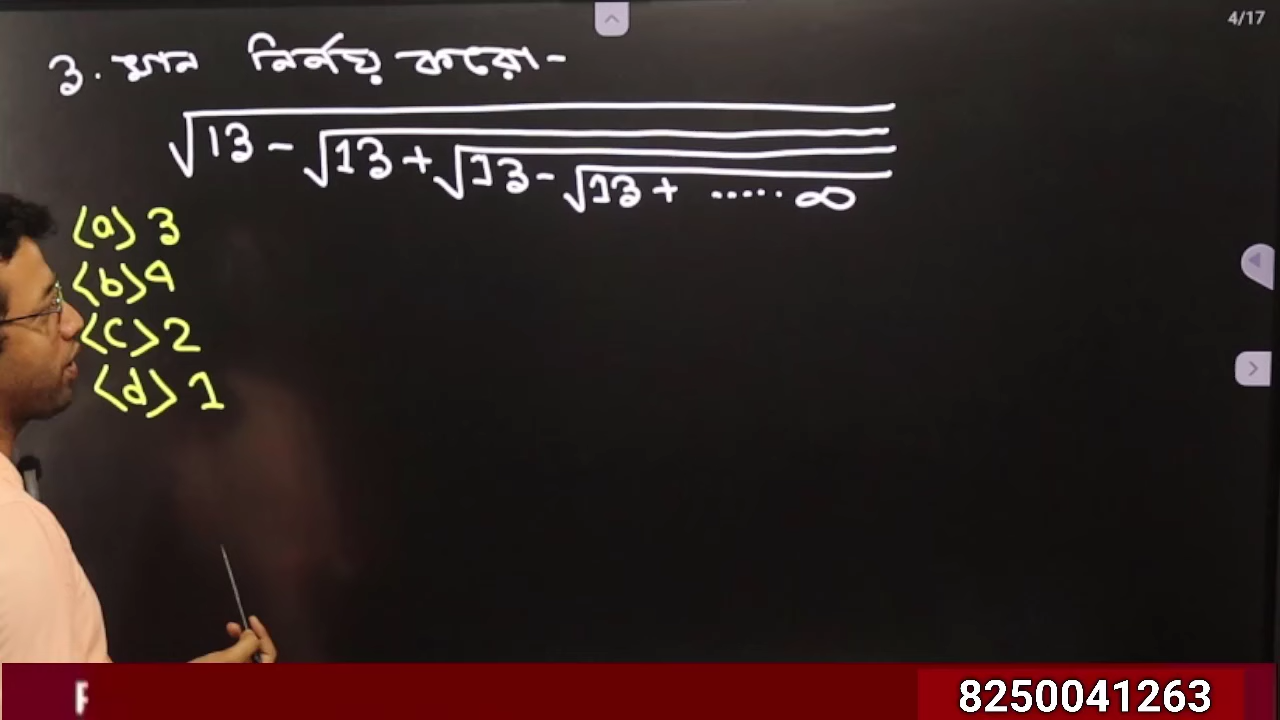 4/17
3. মান নির্ণয় করো-
√13 - √13 + √13 - √13 + ..... ∞
<a> 3
<b> 4
<c> 2
<d> 1
8250041263